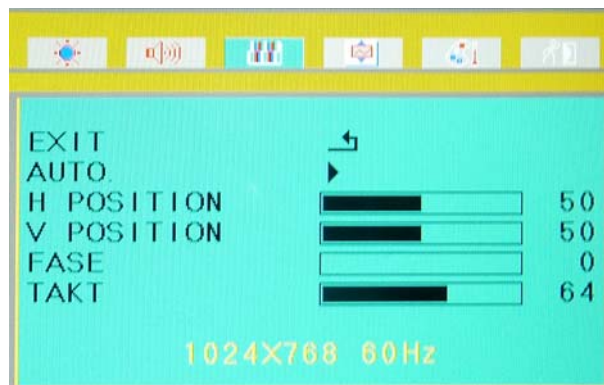 EXIT
AUTO.
H POSITION 50
V POSITION 50
FASE 0
TAKT 64
1024X768 60Hz